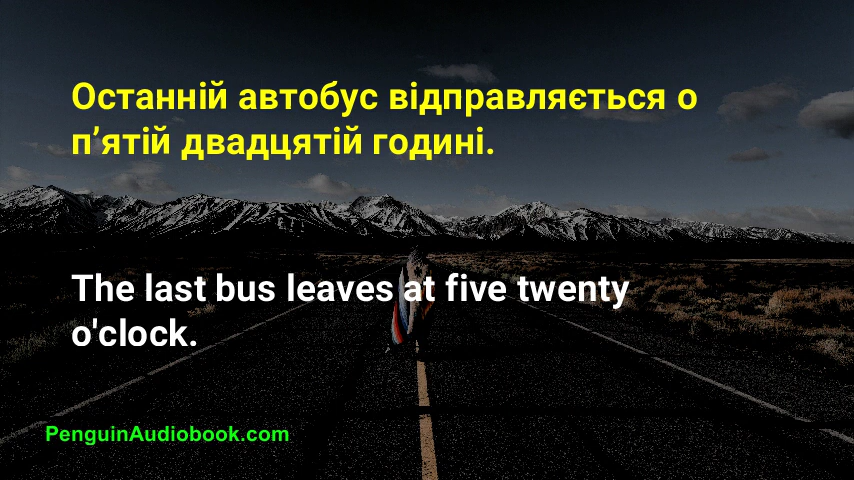 Останній автобус відправляється о
п’ятій двадцятій годині.
The last bus leaves at five twenty
o'clock.
PenguinAudiobook.com